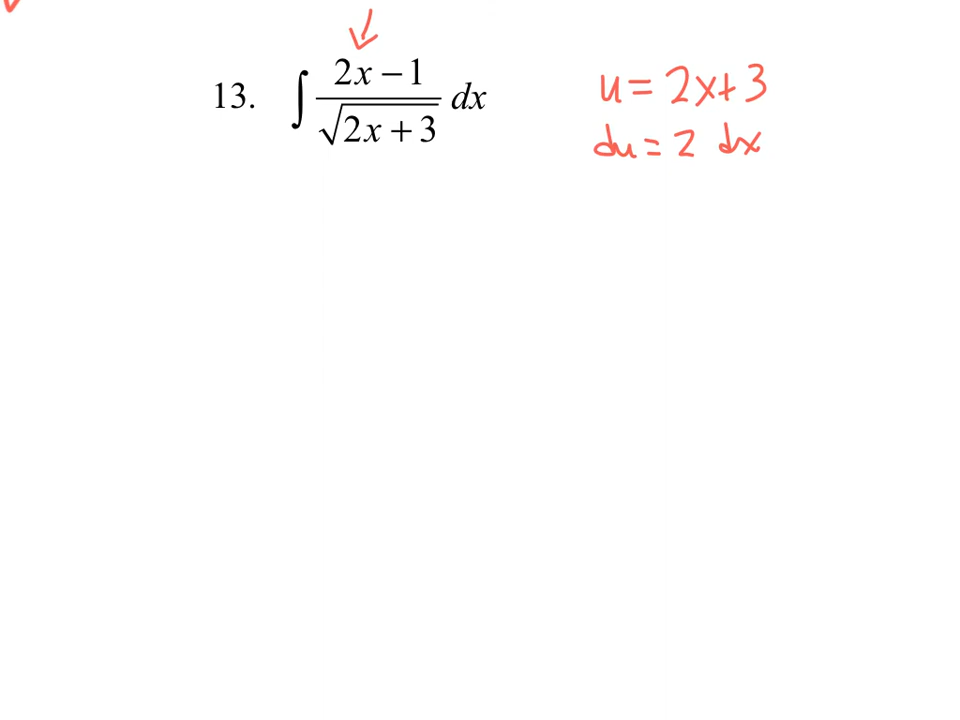 13. ∫ (2x − 1)/√(2x + 3) dx
u = 2x+3
du = 2 dx